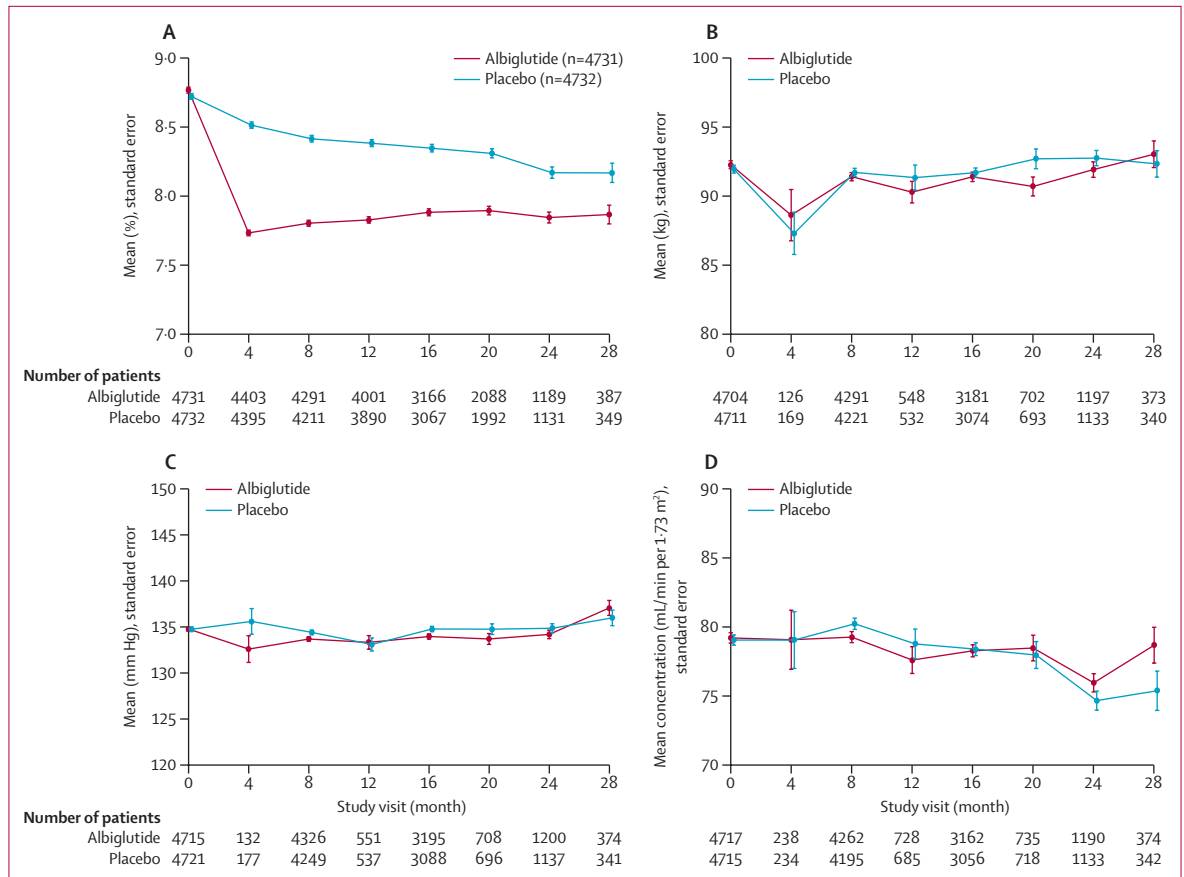 A
Albiglutide (n=4731)
Placebo (n=4732)
Mean (%), standard error
9·0
8·5
8·0
7·5
7·0
0 4 8 12 16 20 24 28
B
Albiglutide
Placebo
Mean (kg), standard error
100
95
90
85
80
0 4 8 12 16 20 24 28
Number of patients
Albiglutide 4731 4403 4291 4001 3166 2088 1189 387
Placebo 4732 4395 4211 3890 3067 1992 1131 349
4704 126 4291 548 3181 702 1197 373
4711 169 4221 532 3074 693 1133 340
C
Albiglutide
Placebo
Mean (mm Hg), standard error
150
145
140
135
130
125
120
0 4 8 12 16 20 24 28
Study visit (month)
D
Albiglutide
Placebo
Mean concentration (mL/min per 1·73 m²),
standard error
90
85
80
75
70
0 4 8 12 16 20 24 28
Study visit (month)
Number of patients
Albiglutide 4715 132 4326 551 3195 708 1200 374
Placebo 4721 177 4249 537 3088 696 1137 341
4717 238 4262 728 3162 735 1190 374
4715 234 4195 685 3056 718 1133 342